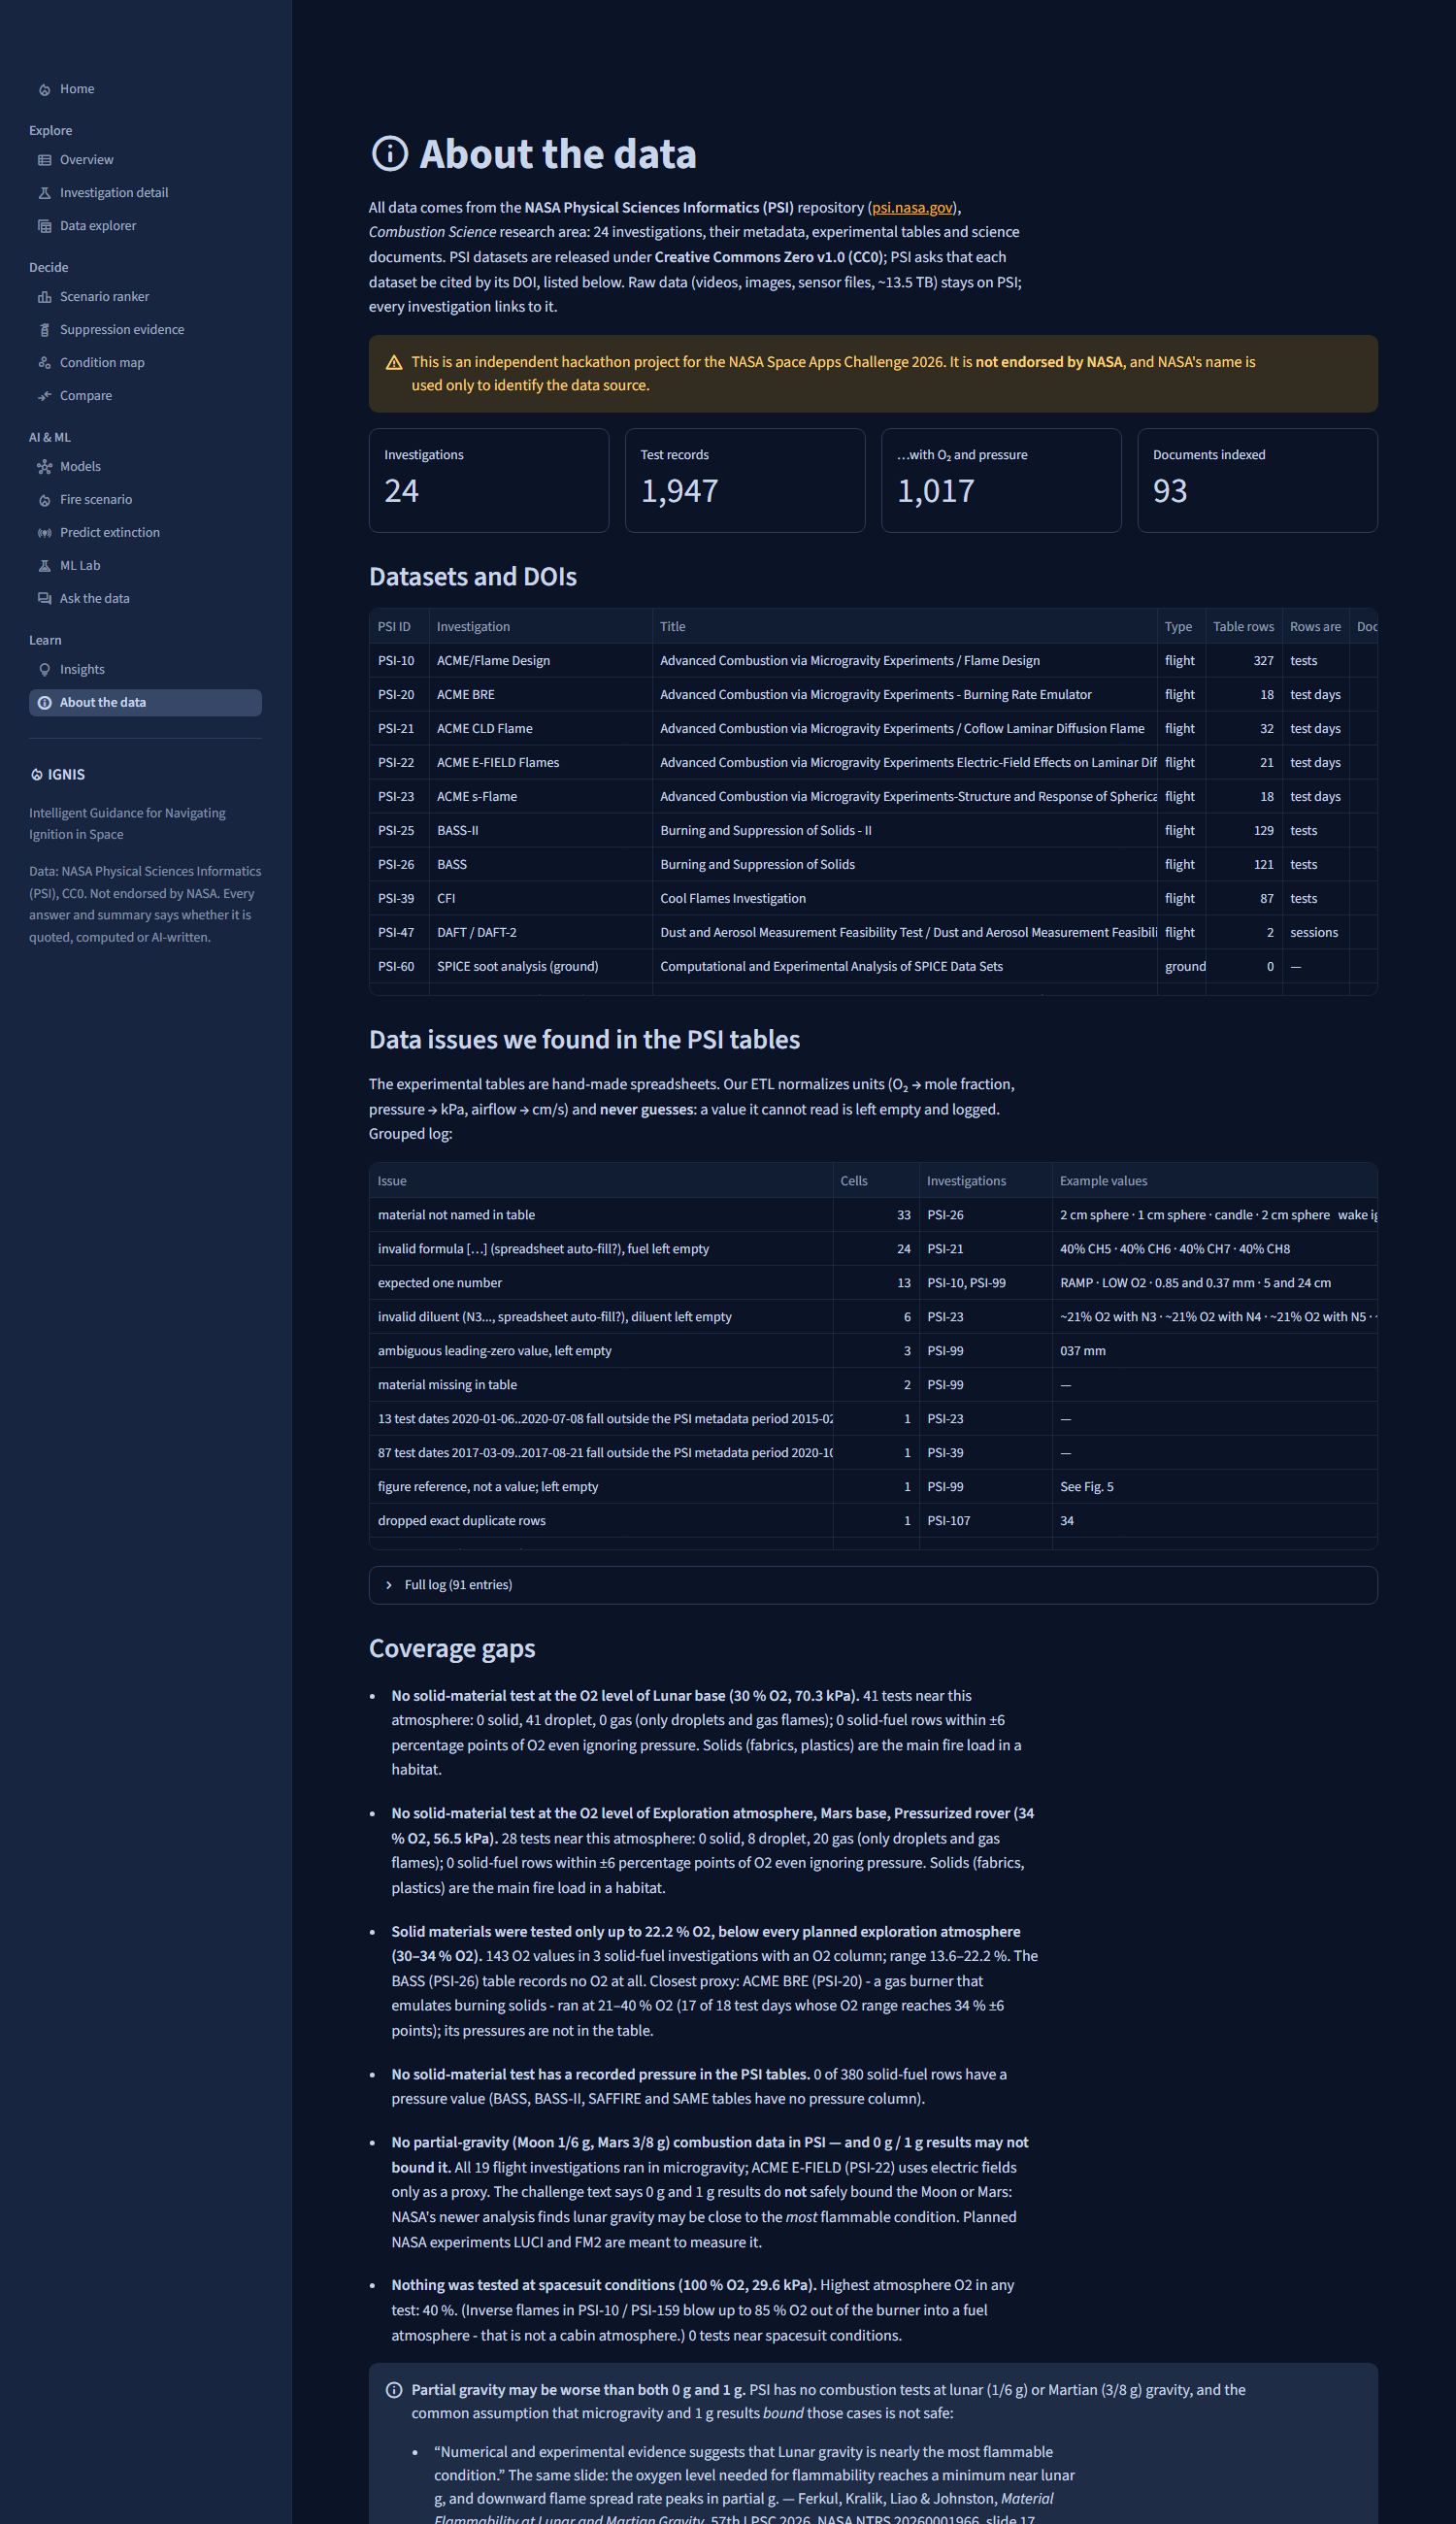 Home
Explore
Overview
Investigation detail
Data explorer
Decide
Scenario ranker
Suppression evidence
Condition map
Compare
AI & ML
Models
Fire scenario
Predict extinction
ML Lab
Ask the data
Learn
Insights
About the data
IGNIS
Intelligent Guidance for Navigating
Ignition in Space
Data: NASA Physical Sciences Informatics
(PSI), CC0. Not endorsed by NASA. Every
answer and summary says whether it is
quoted, computed or AI-written.
About the data
All data comes from the NASA Physical Sciences Informatics (PSI) repository (psi.nasa.gov),
Combustion Science research area: 24 investigations, their metadata, experimental tables and science
documents. PSI datasets are released under Creative Commons Zero v1.0 (CC0); PSI asks that each
dataset be cited by its DOI, listed below. Raw data (videos, images, sensor files, ~13.5 TB) stays on PSI;
every investigation links to it.
This is an independent hackathon project for the NASA Space Apps Challenge 2026. It is not endorsed by NASA, and NASA's name is
used only to identify the data source.
Investigations
24
Test records
1,947
…with O₂ and pressure
1,017
Documents indexed
93
Datasets and DOIs
PSI ID Investigation Title Type Table rows Rows are Doc
PSI-10 ACME/Flame Design Advanced Combustion via Microgravity Experiments / Flame Design flight 327 tests
PSI-20 ACME BRE Advanced Combustion via Microgravity Experiments - Burning Rate Emulator flight 18 test days
PSI-21 ACME CLD Flame Advanced Combustion via Microgravity Experiments / Coflow Laminar Diffusion Flame flight 32 test days
PSI-22 ACME E-FIELD Flames Advanced Combustion via Microgravity Experiments Electric-Field Effects on Laminar Dif flight 21 test days
PSI-23 ACME s-Flame Advanced Combustion via Microgravity Experiments-Structure and Response of Spherica flight 18 test days
PSI-25 BASS-II Burning and Suppression of Solids - II flight 129 tests
PSI-26 BASS Burning and Suppression of Solids flight 121 tests
PSI-39 CFI Cool Flames Investigation flight 87 tests
PSI-47 DAFT / DAFT-2 Dust and Aerosol Measurement Feasibility Test / Dust and Aerosol Measurement Feasibili flight 2 sessions
PSI-60 SPICE soot analysis (ground) Computational and Experimental Analysis of SPICE Data Sets ground 0 —
Data issues we found in the PSI tables
The experimental tables are hand-made spreadsheets. Our ETL normalizes units (O₂ → mole fraction,
pressure → kPa, airflow → cm/s) and never guesses: a value it cannot read is left empty and logged.
Grouped log:
Issue Cells Investigations Example values
material not named in table 33 PSI-26 2 cm sphere · 1 cm sphere · candle · 2 cm sphere wake ig
invalid formula […] (spreadsheet auto-fill?), fuel left empty 24 PSI-21 40% CH5 · 40% CH6 · 40% CH7 · 40% CH8
expected one number 13 PSI-10, PSI-99 RAMP · LOW O2 · 0.85 and 0.37 mm · 5 and 24 cm
invalid diluent (N3..., spreadsheet auto-fill?), diluent left empty 6 PSI-23 ~21% O2 with N3 · ~21% O2 with N4 · ~21% O2 with N5 · ~
ambiguous leading-zero value, left empty 3 PSI-99 037 mm
material missing in table 2 PSI-99 —
13 test dates 2020-01-06..2020-07-08 fall outside the PSI metadata period 2015-02 1 PSI-23 —
87 test dates 2017-03-09..2017-08-21 fall outside the PSI metadata period 2020-10 1 PSI-39 —
figure reference, not a value; left empty 1 PSI-99 See Fig. 5
dropped exact duplicate rows 1 PSI-107 34
Full log (91 entries)
Coverage gaps
• No solid-material test at the O2 level of Lunar base (30 % O2, 70.3 kPa). 41 tests near this
atmosphere: 0 solid, 41 droplet, 0 gas (only droplets and gas flames); 0 solid-fuel rows within ±6
percentage points of O2 even ignoring pressure. Solids (fabrics, plastics) are the main fire load in a
habitat.
• No solid-material test at the O2 level of Exploration atmosphere, Mars base, Pressurized rover (34
% O2, 56.5 kPa). 28 tests near this atmosphere: 0 solid, 8 droplet, 20 gas (only droplets and gas
flames); 0 solid-fuel rows within ±6 percentage points of O2 even ignoring pressure. Solids (fabrics,
plastics) are the main fire load in a habitat.
• Solid materials were tested only up to 22.2 % O2, below every planned exploration atmosphere
(30–34 % O2). 143 O2 values in 3 solid-fuel investigations with an O2 column; range 13.6–22.2 %. The
BASS (PSI-26) table records no O2 at all. Closest proxy: ACME BRE (PSI-20) - a gas burner that
emulates burning solids - ran at 21–40 % O2 (17 of 18 test days whose O2 range reaches 34 % ±6
points); its pressures are not in the table.
• No solid-material test has a recorded pressure in the PSI tables. 0 of 380 solid-fuel rows have a
pressure value (BASS, BASS-II, SAFFIRE and SAME tables have no pressure column).
• No partial-gravity (Moon 1/6 g, Mars 3/8 g) combustion data in PSI — and 0 g / 1 g results may not
bound it. All 19 flight investigations ran in microgravity; ACME E-FIELD (PSI-22) uses electric fields
only as a proxy. The challenge text says 0 g and 1 g results do not safely bound the Moon or Mars:
NASA's newer analysis finds lunar gravity may be close to the most flammable condition. Planned
NASA experiments LUCI and FM2 are meant to measure it.
• Nothing was tested at spacesuit conditions (100 % O2, 29.6 kPa). Highest atmosphere O2 in any
test: 40 %. (Inverse flames in PSI-10 / PSI-159 blow up to 85 % O2 out of the burner into a fuel
atmosphere - that is not a cabin atmosphere.) 0 tests near spacesuit conditions.
Partial gravity may be worse than both 0 g and 1 g. PSI has no combustion tests at lunar (1/6 g) or Martian (3/8 g) gravity, and the
common assumption that microgravity and 1 g results bound those cases is not safe:
• “Numerical and experimental evidence suggests that Lunar gravity is nearly the most flammable
condition.” The same slide: the oxygen level needed for flammability reaches a minimum near lunar
g, and downward flame spread rate peaks in partial g. — Ferkul, Kralik, Liao & Johnston, Material
Flammability at Lunar and Martian Gravity, 57th LPSC 2026, NASA NTRS 20260001966, slide 17